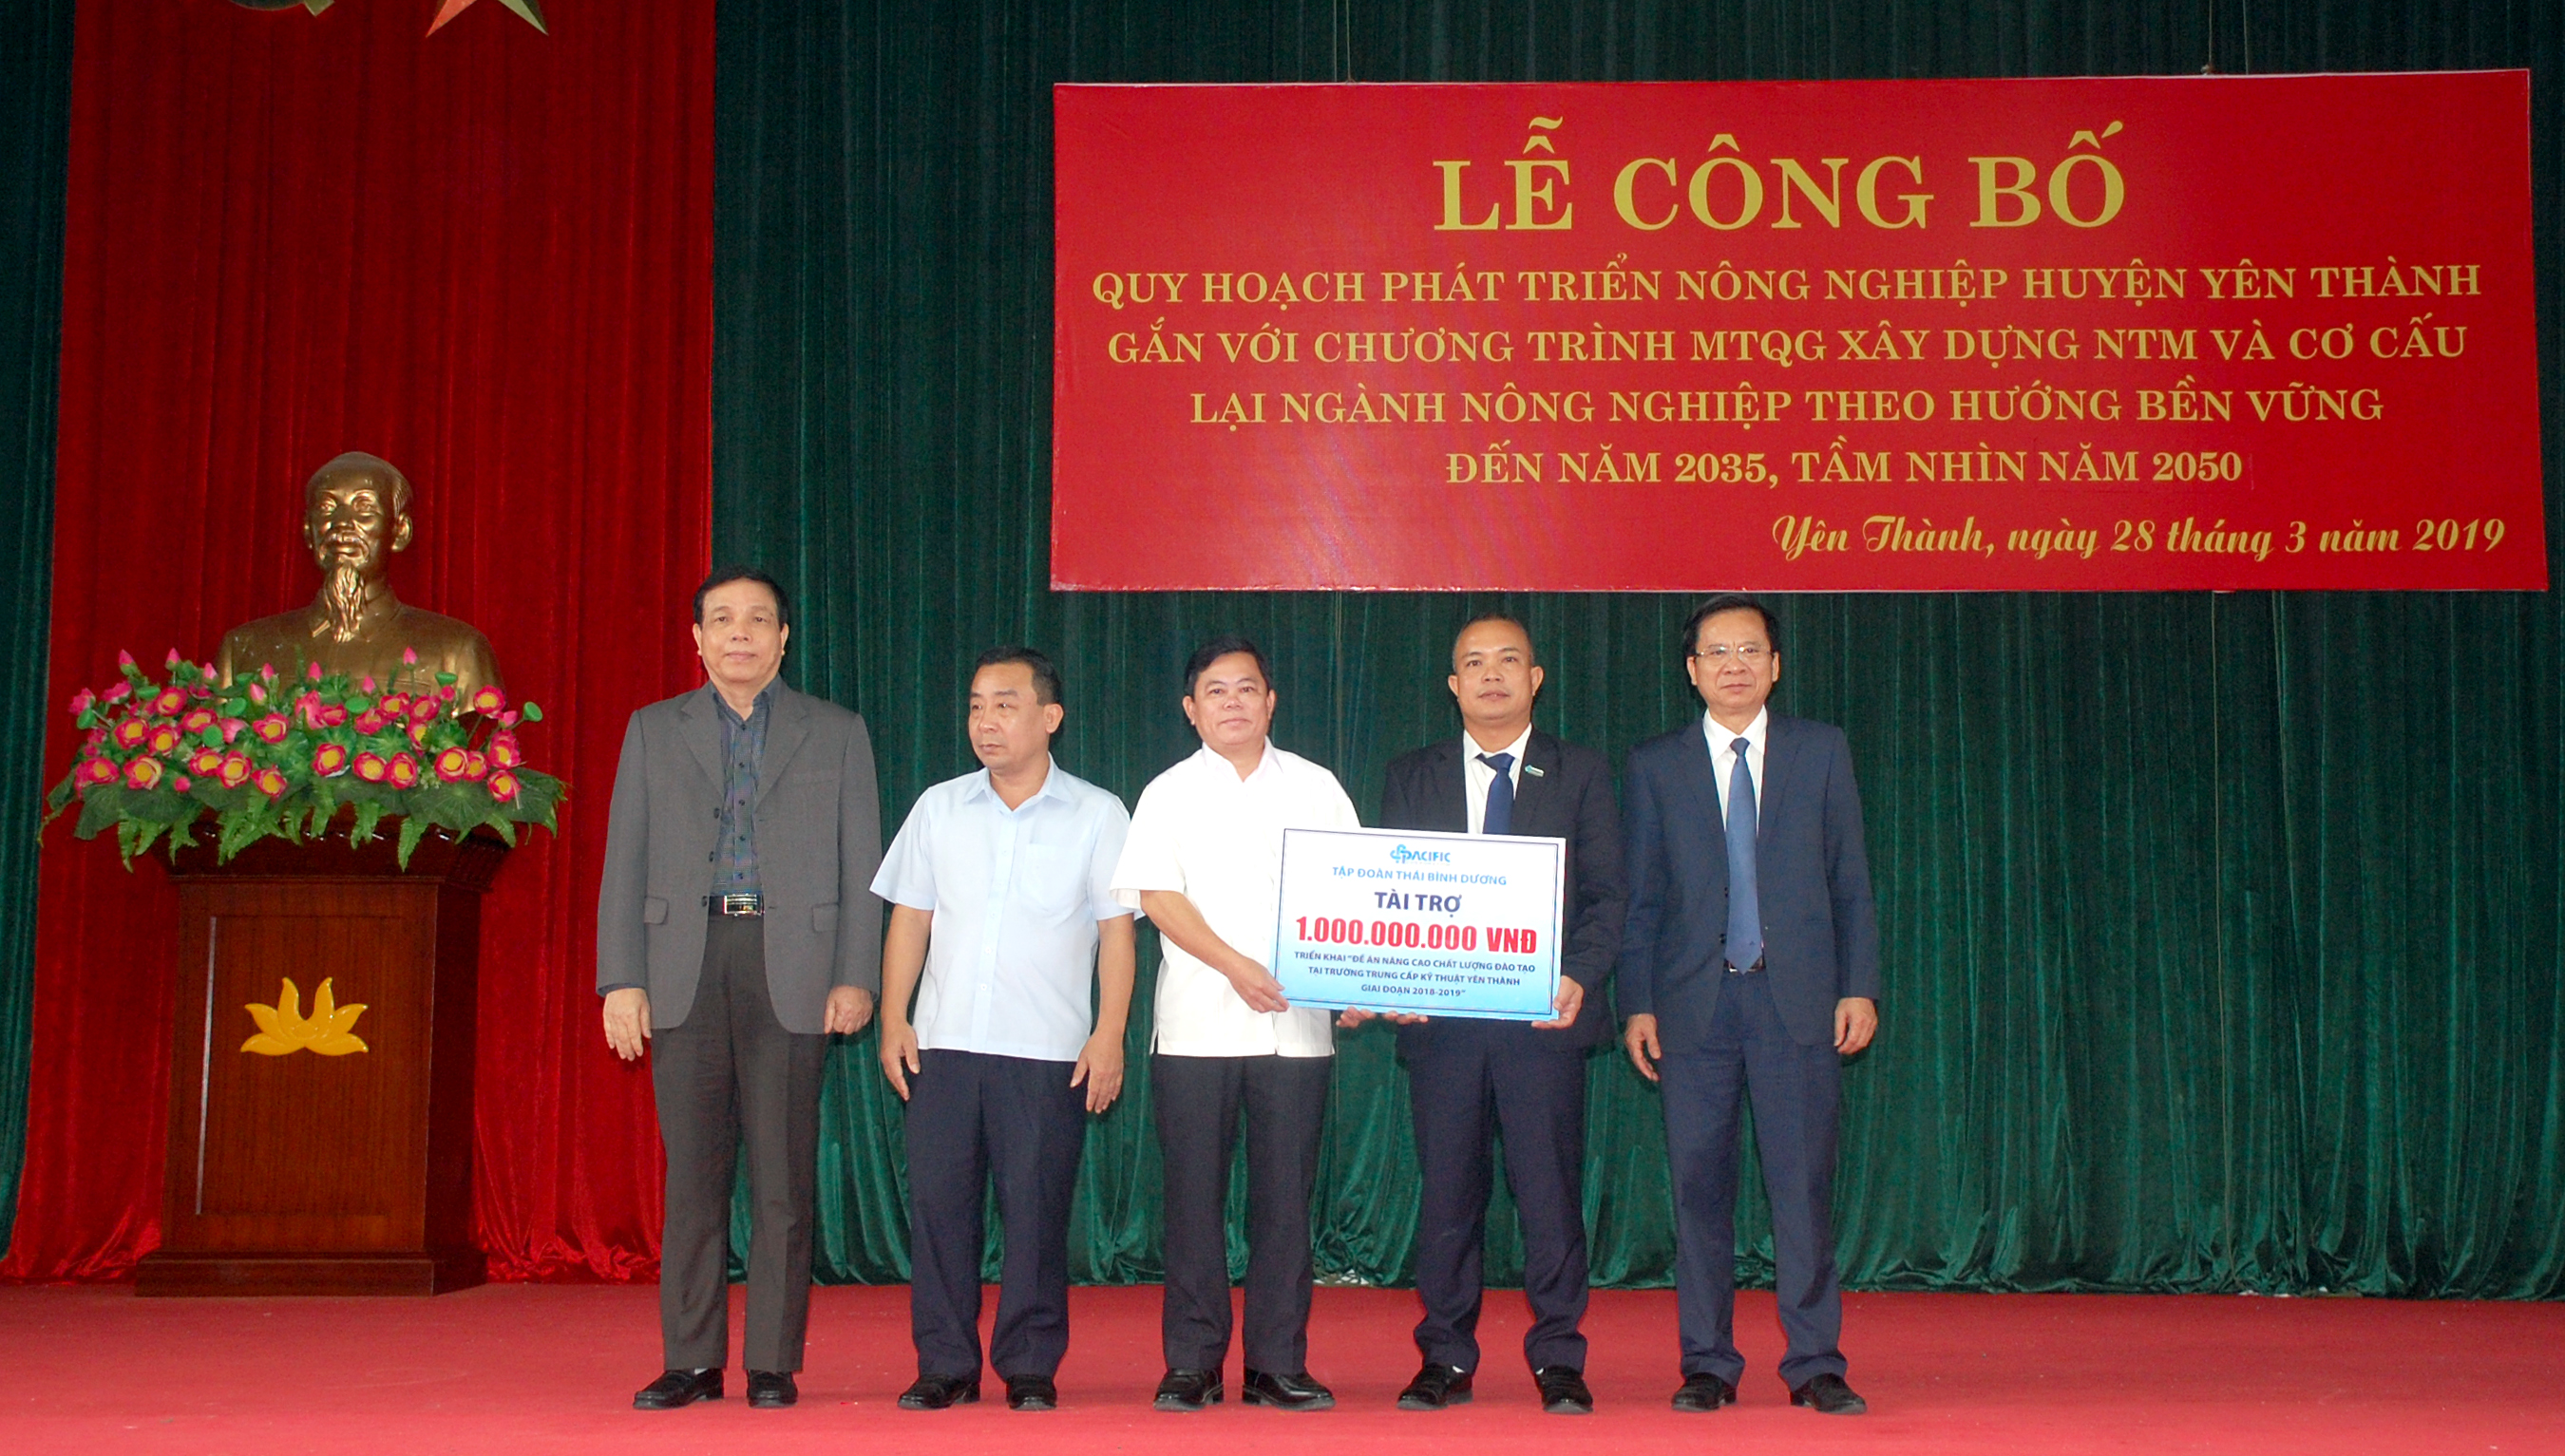 LỄ CÔNG BỐ
QUY HOẠCH PHÁT TRIỂN NÔNG NGHIỆP HUYỆN YÊN THÀNH
GẮN VỚI CHƯƠNG TRÌNH MTQG XÂY DỰNG NTM VÀ CƠ CẤU
LẠI NGÀNH NÔNG NGHIỆP THEO HƯỚNG BỀN VỮNG
ĐẾN NĂM 2035, TẦM NHÌN NĂM 2050
Yên Thành, ngày 28 tháng 3 năm 2019
PACIFIC
TẬP ĐOÀN THÁI BÌNH DƯƠNG
TÀI TRỢ
1.000.000.000 VNĐ
TRIỂN KHAI "ĐỀ ÁN NÂNG CAO CHẤT LƯỢNG ĐÀO TẠO
TẠI TRƯỜNG TRUNG CẤP KỸ THUẬT YÊN THÀNH
GIAI ĐOẠN 2018-2019"